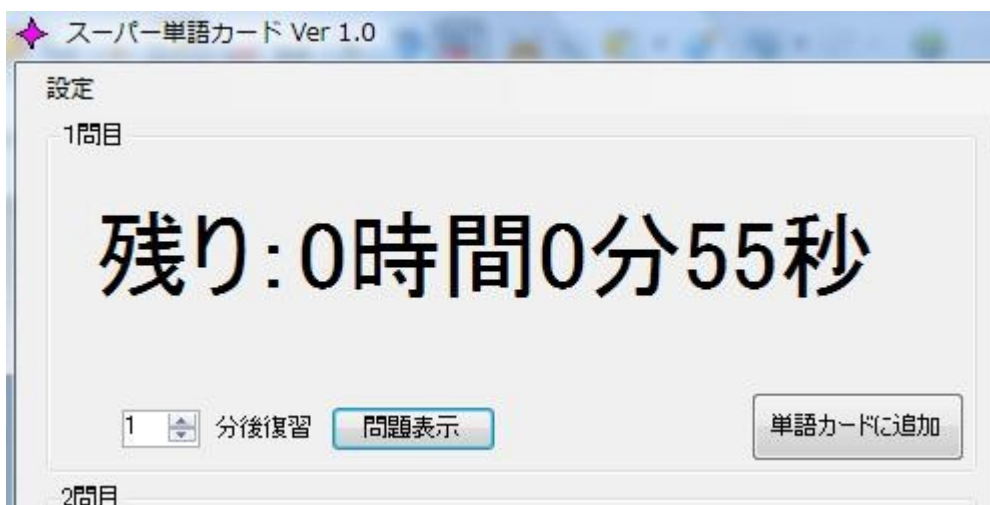 スーパー単語カード Ver 1.0
設定
1問目
残り:0時間0分55秒
1 分後復習 問題表示 単語カードに追加
2問目